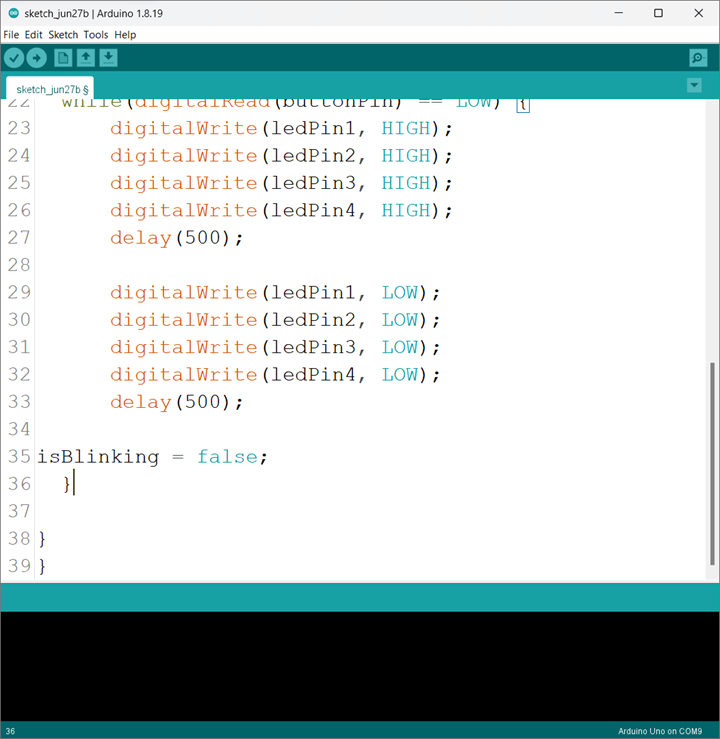 sketch_jun27b | Arduino 1.8.19
File Edit Sketch Tools Help
sketch_jun27b §
22 while(digitalRead(buttonPin) == LOW) {
23 digitalWrite(ledPin1, HIGH);
24 digitalWrite(ledPin2, HIGH);
25 digitalWrite(ledPin3, HIGH);
26 digitalWrite(ledPin4, HIGH);
27 delay(500);
28
29 digitalWrite(ledPin1, LOW);
30 digitalWrite(ledPin2, LOW);
31 digitalWrite(ledPin3, LOW);
32 digitalWrite(ledPin4, LOW);
33 delay(500);
34
35 isBlinking = false;
36 }
37
38 }
39 }
36 Arduino Uno on COM9